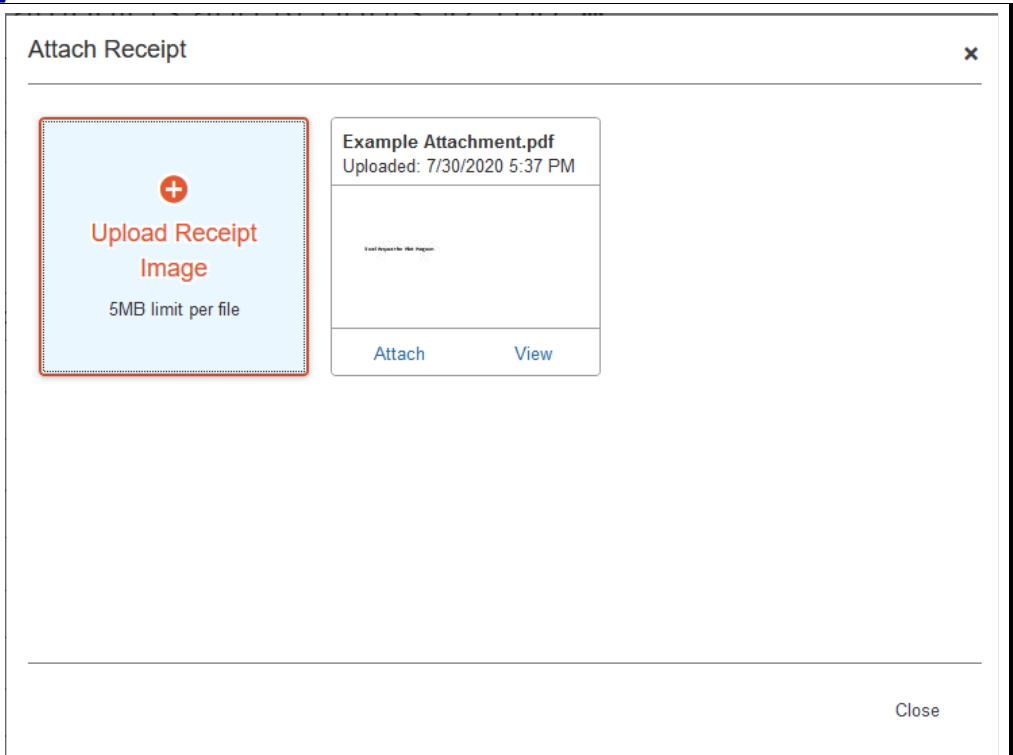 Attach Receipt
×
Upload Receipt
Image
5MB limit per file
Example Attachment.pdf
Uploaded: 7/30/2020 5:37 PM
Attach View
Close